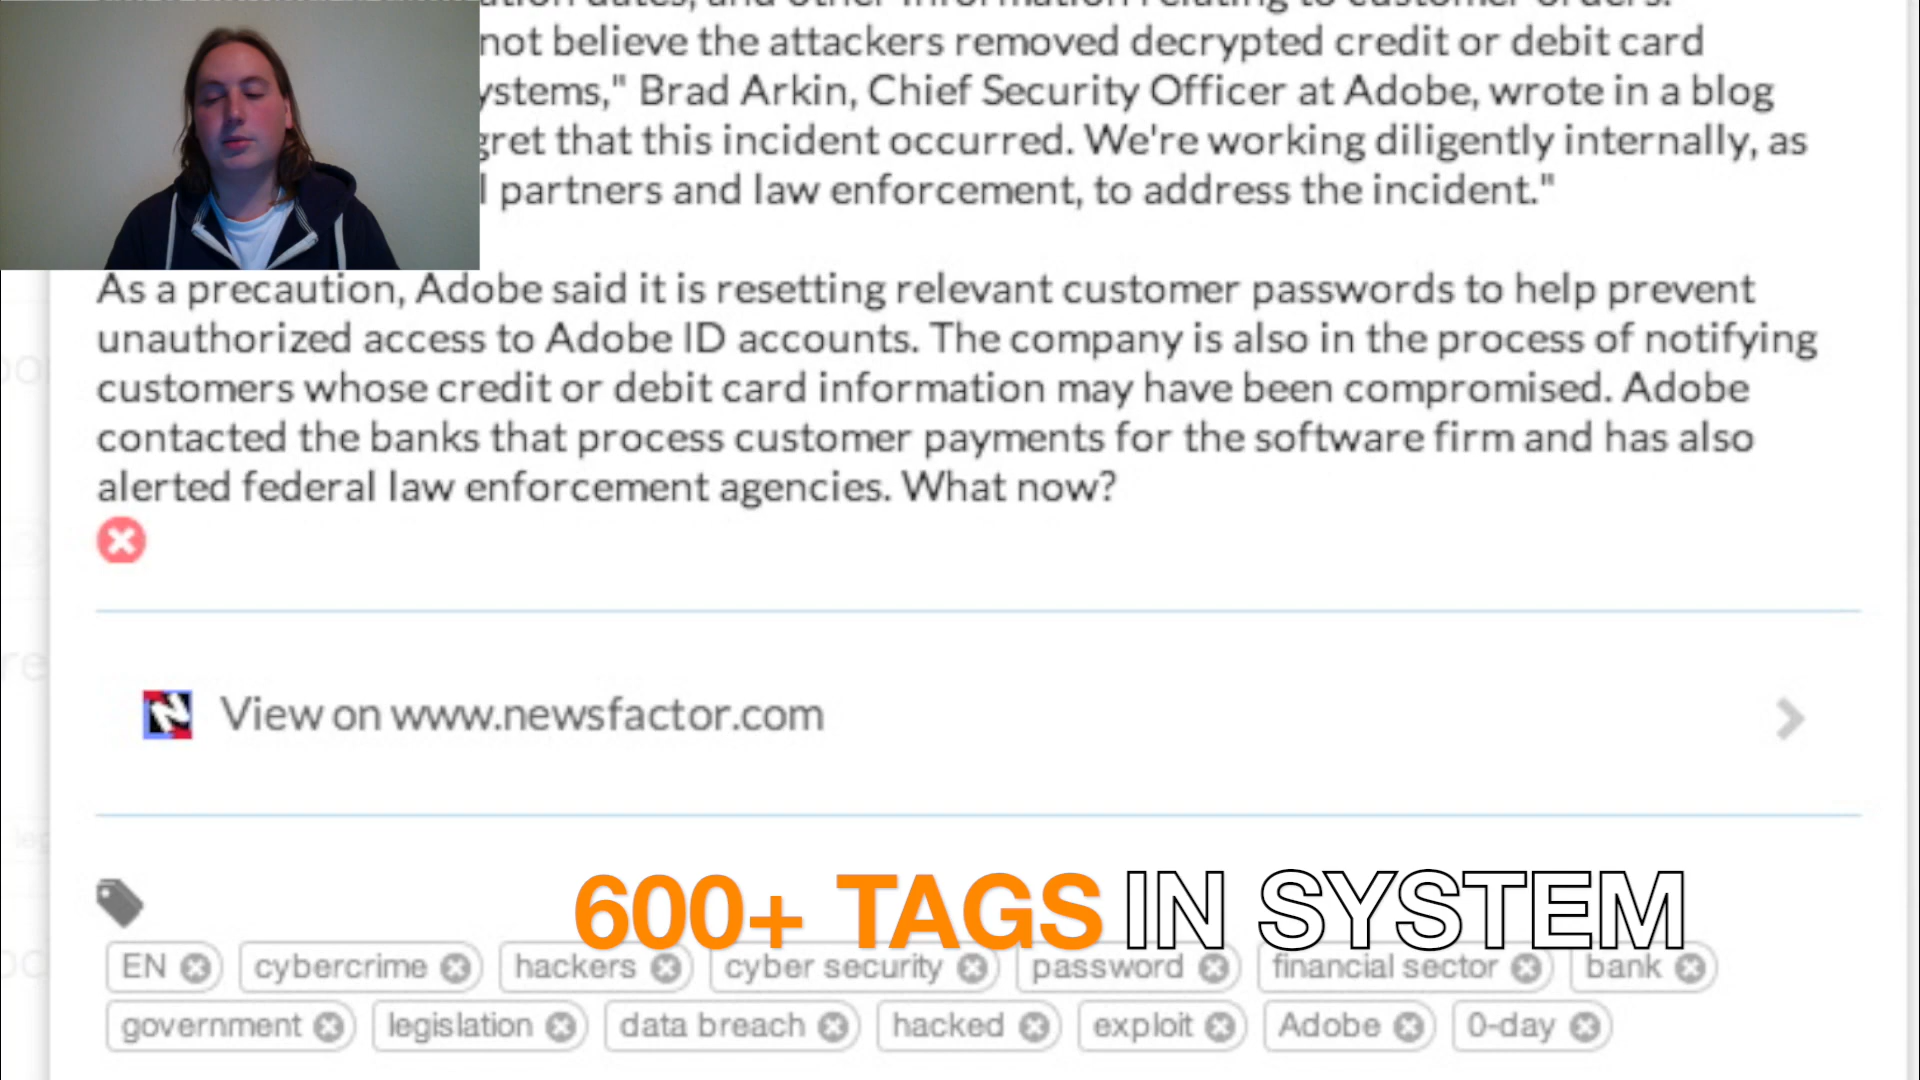 not believe the attackers removed decrypted credit or debit card
ystems," Brad Arkin, Chief Security Officer at Adobe, wrote in a blog
gret that this incident occurred. We're working diligently internally, as
l partners and law enforcement, to address the incident."
As a precaution, Adobe said it is resetting relevant customer passwords to help prevent
unauthorized access to Adobe ID accounts. The company is also in the process of notifying
customers whose credit or debit card information may have been compromised. Adobe
contacted the banks that process customer payments for the software firm and has also
alerted federal law enforcement agencies. What now?
View on www.newsfactor.com
600+ TAGS IN SYSTEM
EN cybercrime hackers cyber security password financial sector bank
government legislation data breach hacked exploit Adobe 0-day